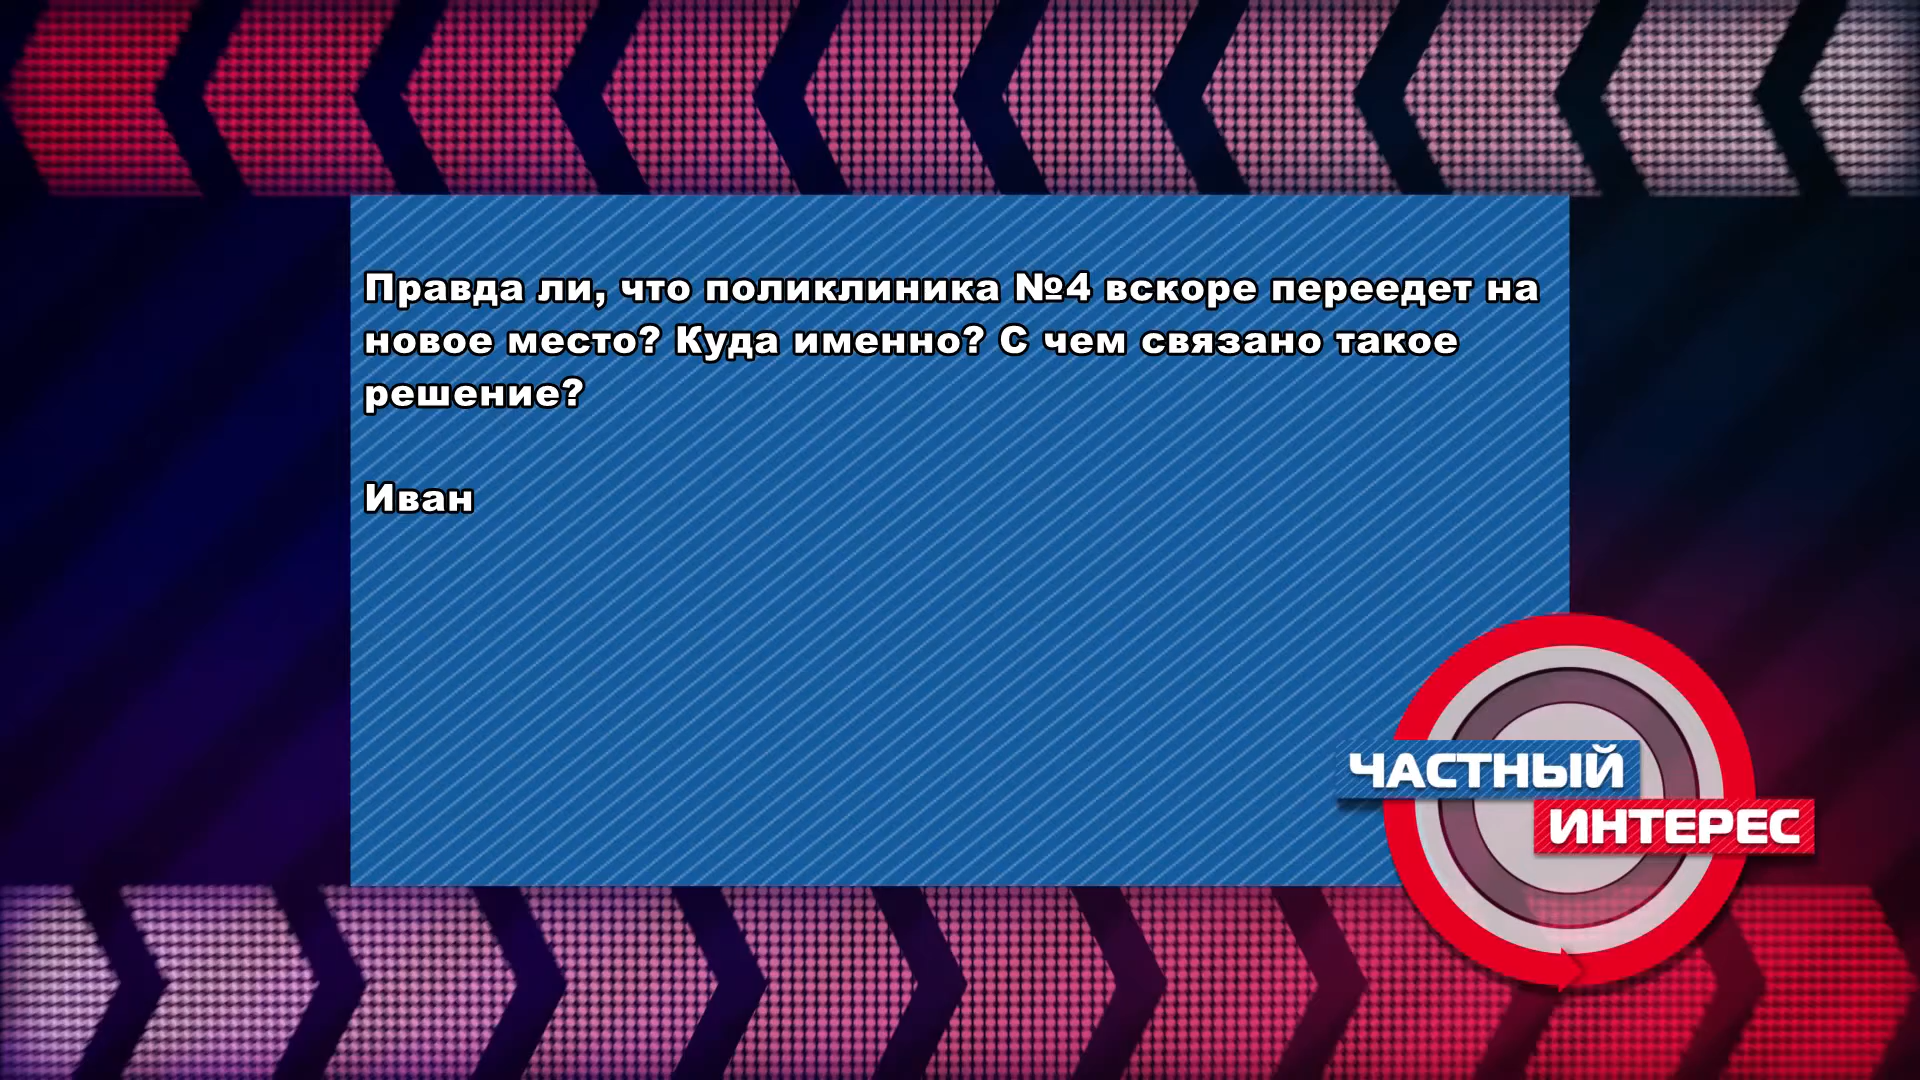 Правда ли, что поликлиника №4 вскоре переедет на
новое место? Куда именно? С чем связано такое
решение?
Иван
ЧАСТНЫЙ
ИНТЕРЕС